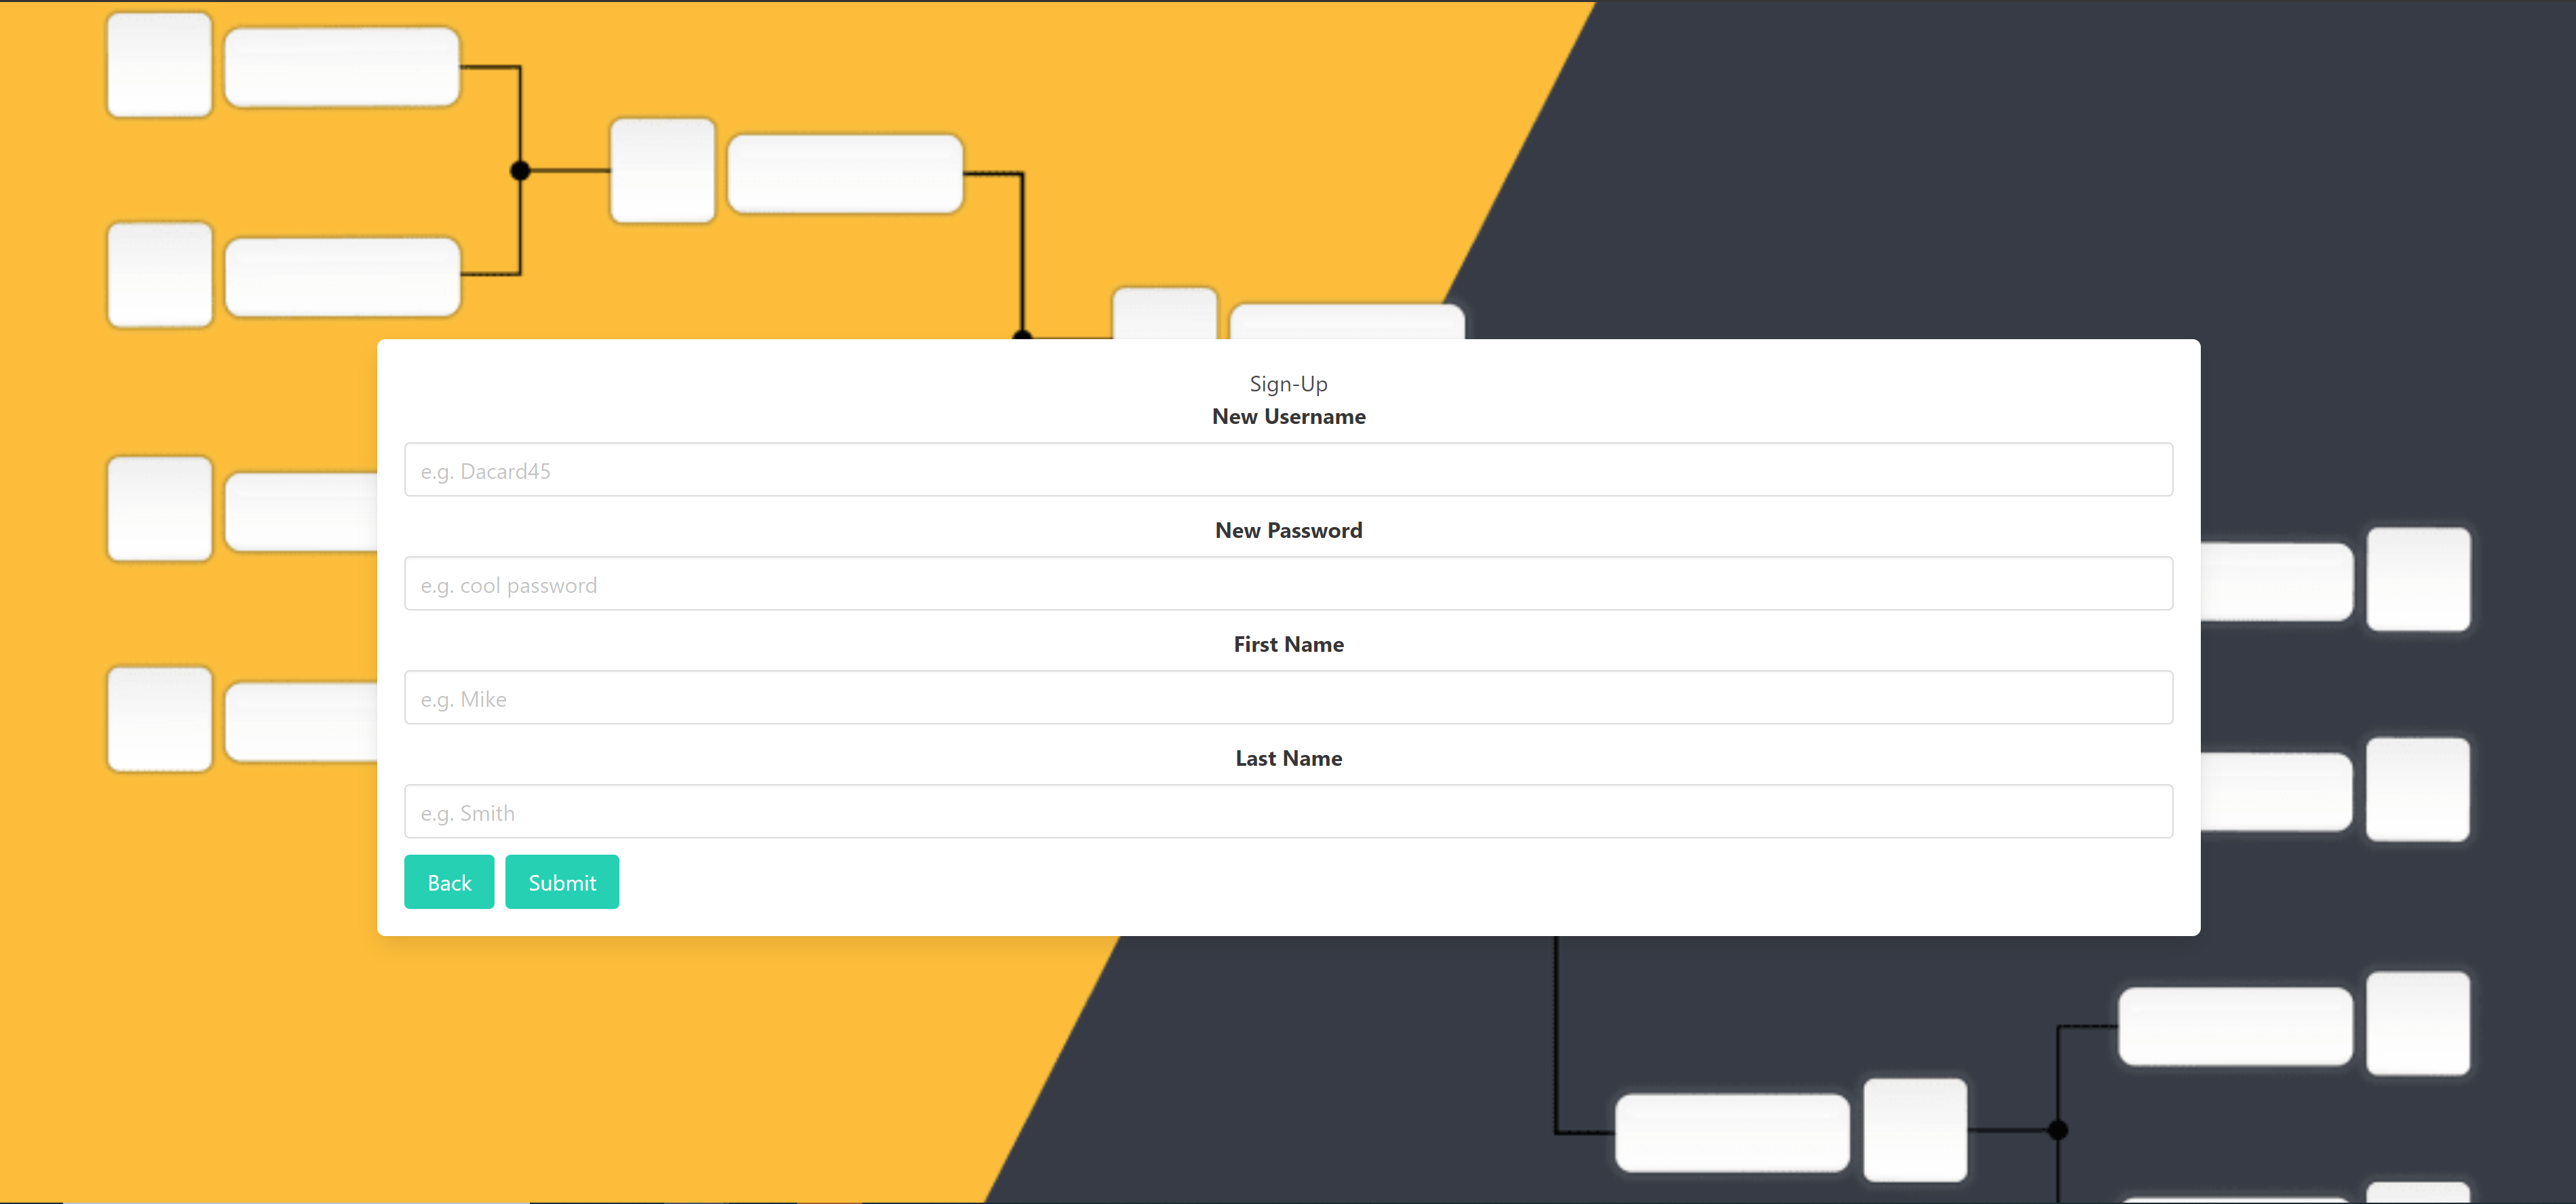 Sign-Up
New Username
e.g. Dacard45
New Password
e.g. cool password
First Name
e.g. Mike
Last Name
e.g. Smith
Back Submit